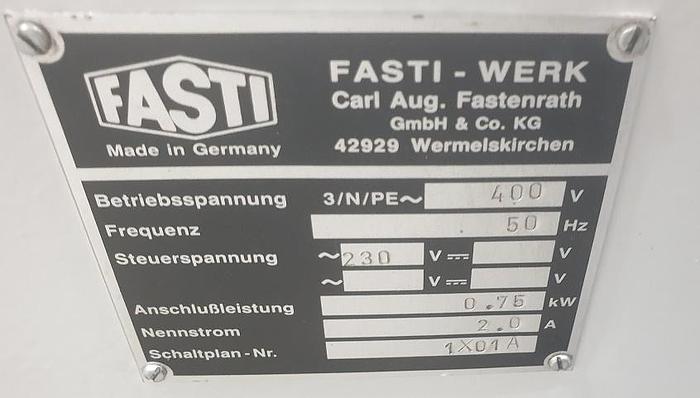 FASTI
Made in Germany
FASTI - WERK
Carl Aug. Fastenrath
GmbH & Co. KG
42929 Wermelskirchen
Betriebsspannung 3/N/PE~ 400 V
Frequenz 50 Hz
Steuerspannung ~230 V ⎓ V
~ V ⎓ V
Anschlußleistung 0.75 kW
Nennstrom 2.0 A
Schaltplan-Nr. 1X01A